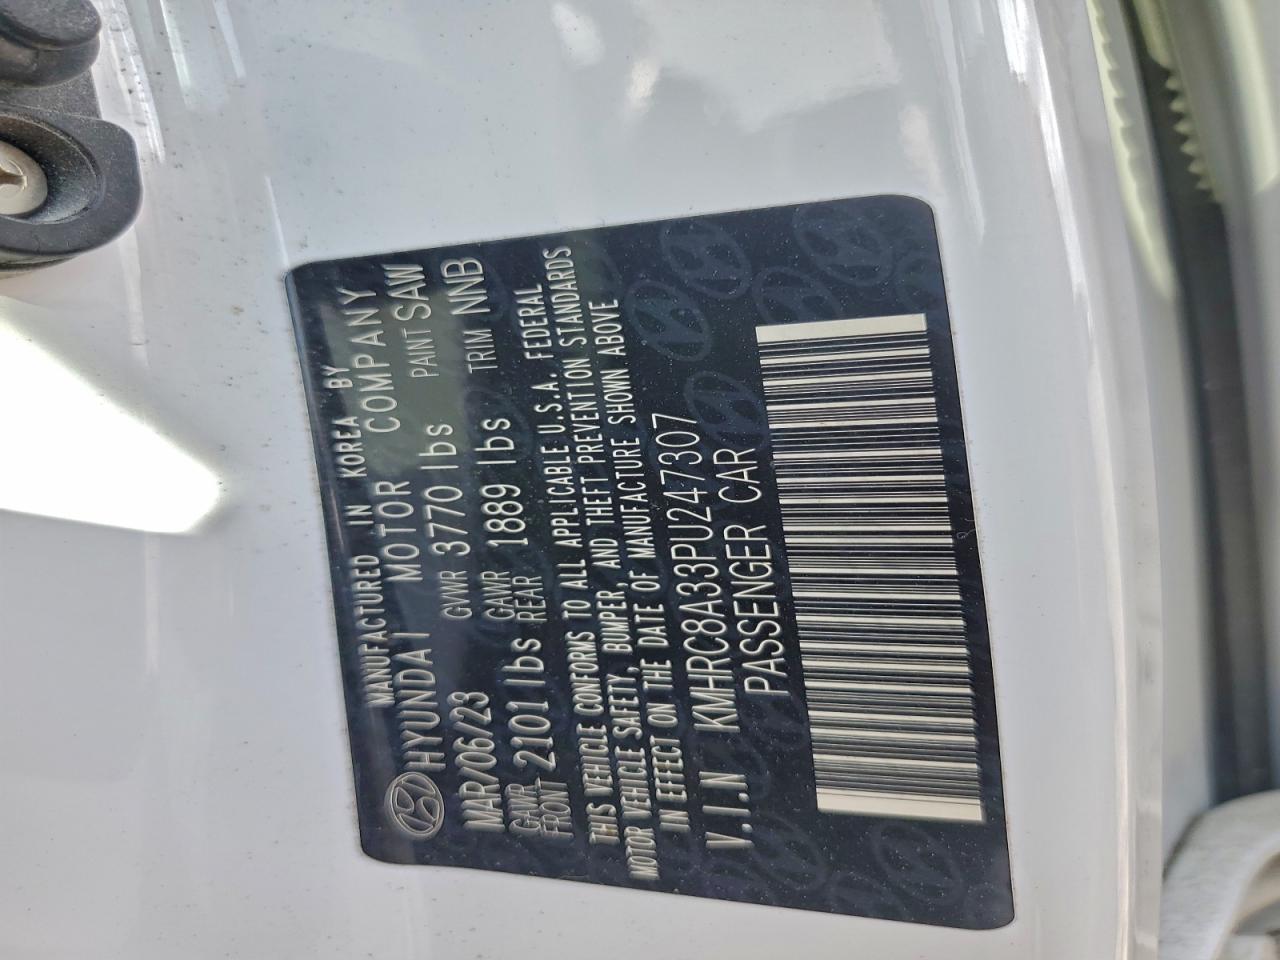 MANUFACTURED IN KOREA BY
HYUNDAI MOTOR COMPANY
MAR/06/23 GVWR 3770 lbs PAINT SAW
GAWR FRONT 2101 lbs GAWR REAR 1889 lbs TRIM NNB
THIS VEHICLE CONFORMS TO ALL APPLICABLE U.S.A. FEDERAL
MOTOR VEHICLE SAFETY, BUMPER, AND THEFT PREVENTION STANDARDS
IN EFFECT ON THE DATE OF MANUFACTURE SHOWN ABOVE
V.I.N KMHRC8A33PU247307
PASSENGER CAR